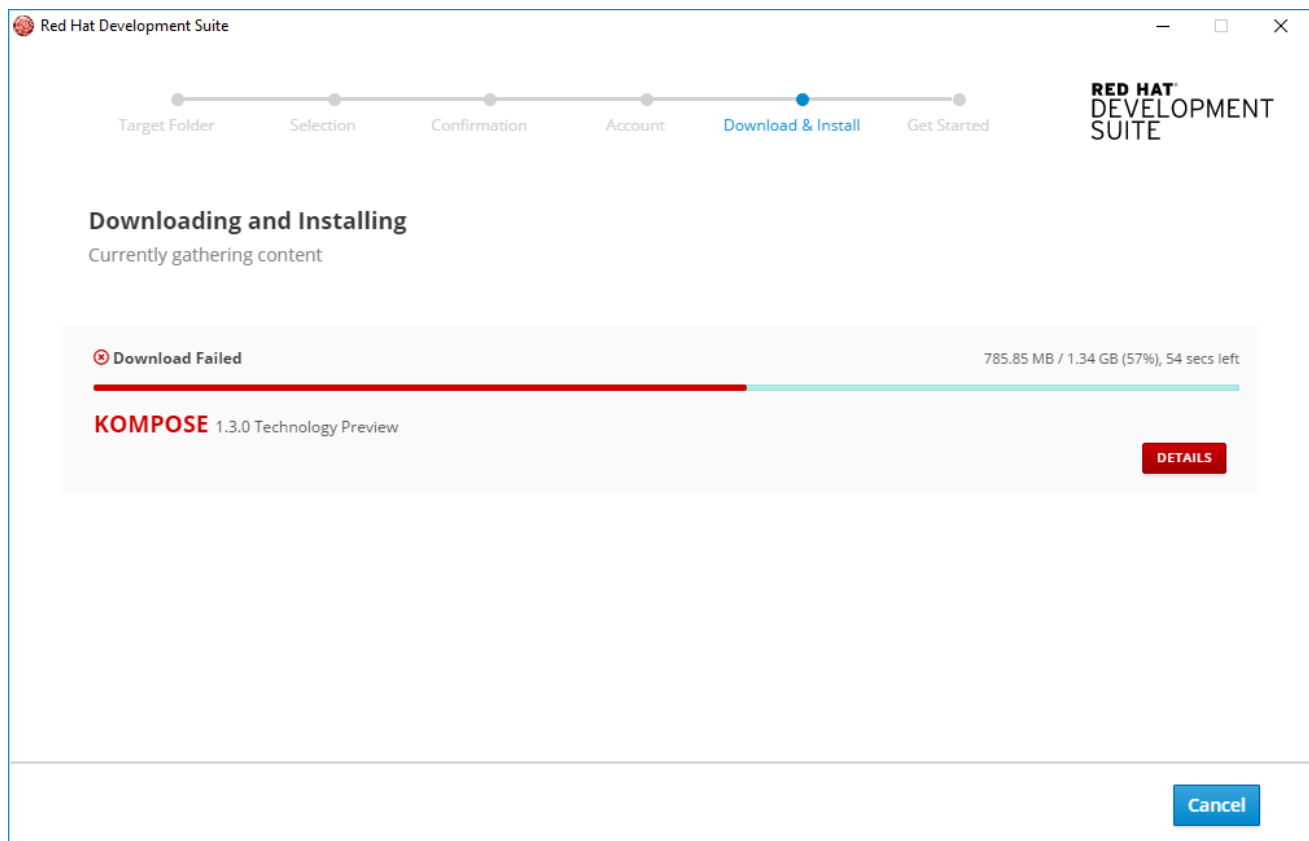 Red Hat Development Suite
RED HAT
DEVELOPMENT
SUITE
Target Folder
Selection
Confirmation
Account
Download & Install
Get Started
Downloading and Installing
Currently gathering content
Download Failed
785.85 MB / 1.34 GB (57%), 54 secs left
KOMPOSE 1.3.0 Technology Preview
DETAILS
Cancel